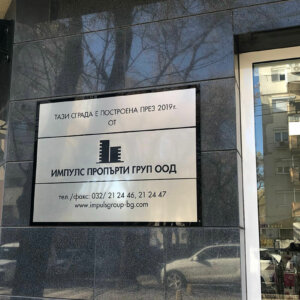 ТАЗИ СГРАДА Е ПОСТРОЕНА ПРЕЗ 2019г.
ОТ
ИМПУЛС ПРОПЪРТИ ГРУП ООД
тел./факс: 032/ 21 24 46, 21 24 47
www.impulsgroup-bg.com